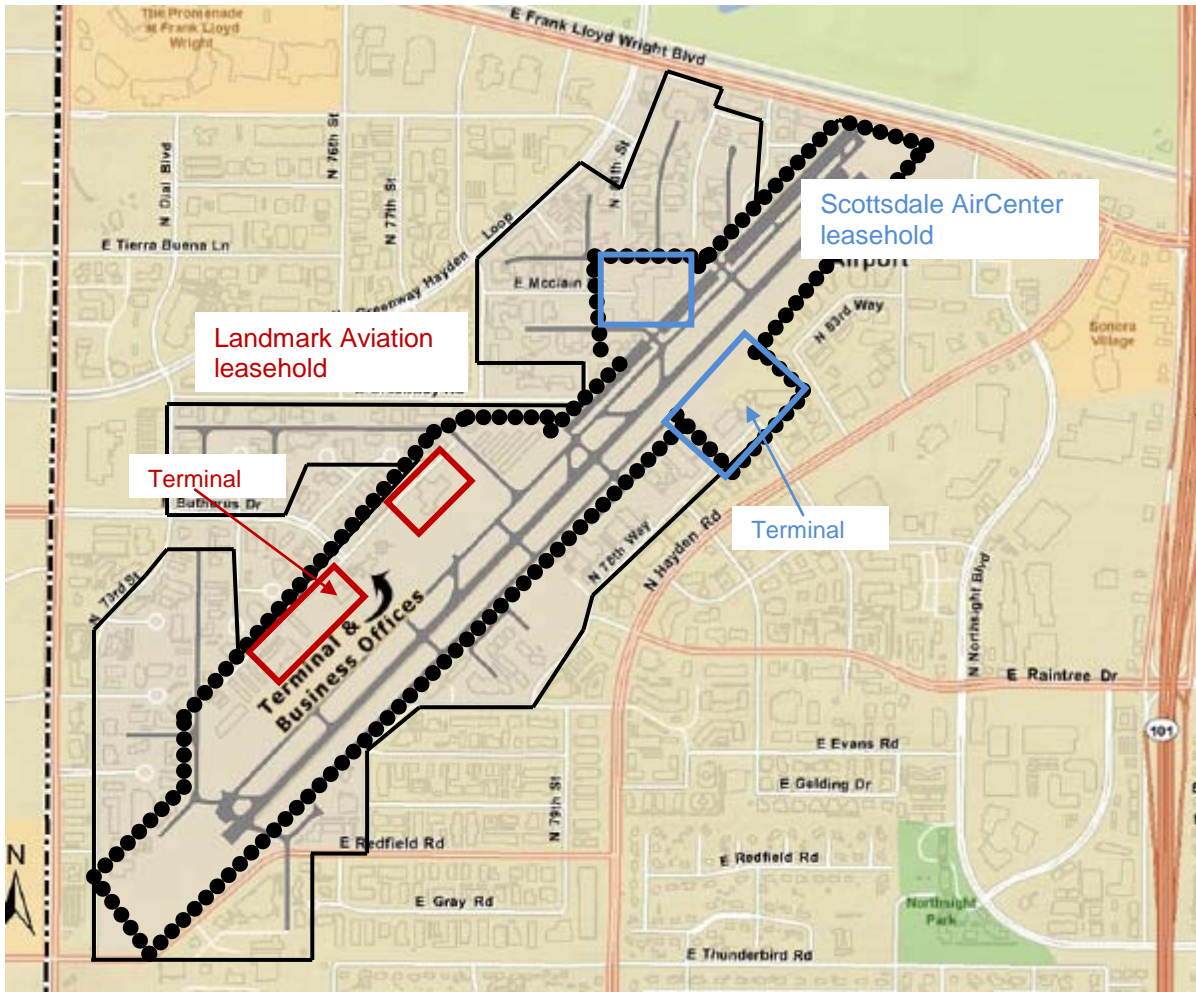 The Promenade
at Frank Lloyd
Wright
E Frank Lloyd Wright Blvd
N 76th St
N Dial Blvd
N 77th St
Scottsdale AirCenter
leasehold
Airport
E Tierra Buena Ln
Greenway Hayden Loop
E Mcclain
N 83rd Way
Sonora
Village
Landmark Aviation
leasehold
Terminal
Butherus Dr
Terminal
N 78th Way
N Hayden Rd
N 73rd St
Terminal &
Business Offices
N Northsight Blvd
E Raintree Dr
101
E Evans Rd
E Gelding Dr
N 79th St
E Redfield Rd
E Redfield Rd
N
E Gray Rd
Northsight
Park
E Thunderbird Rd